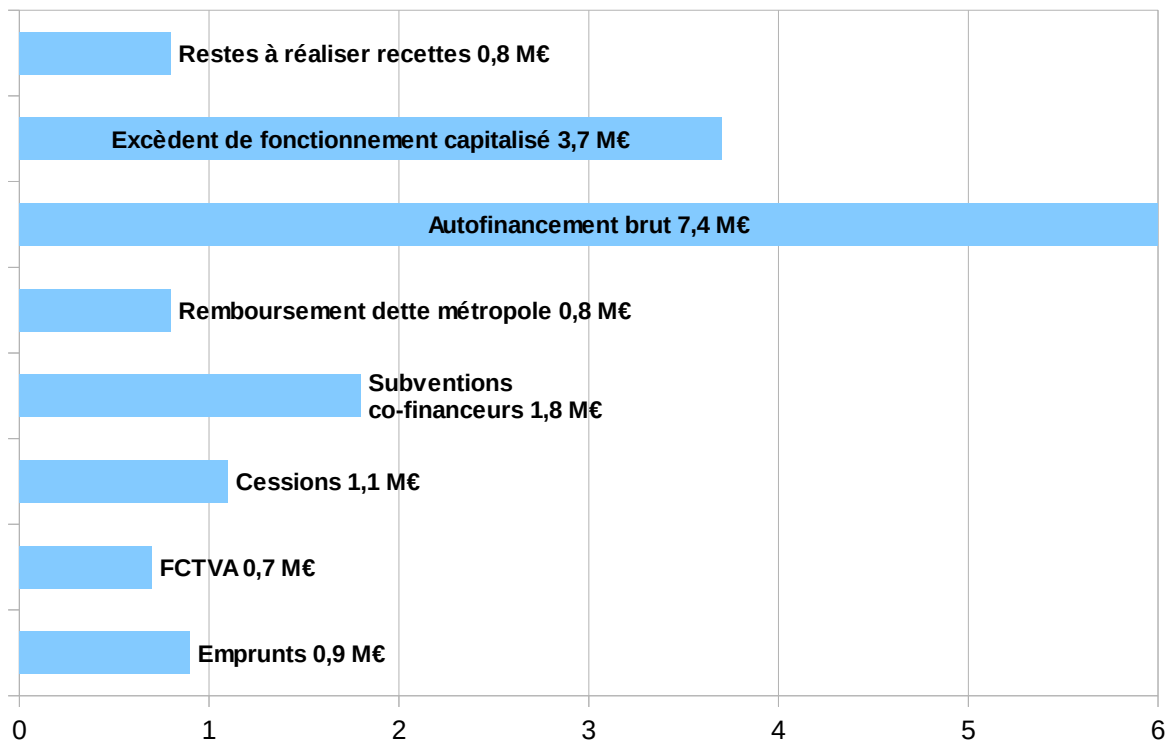 Restes à réaliser recettes 0,8 M€
Excèdent de fonctionnement capitalisé 3,7 M€
Autofinancement brut 7,4 M€
Remboursement dette métropole 0,8 M€
Subventions
co-financeurs 1,8 M€
Cessions 1,1 M€
FCTVA 0,7 M€
Emprunts 0,9 M€
0 1 2 3 4 5 6